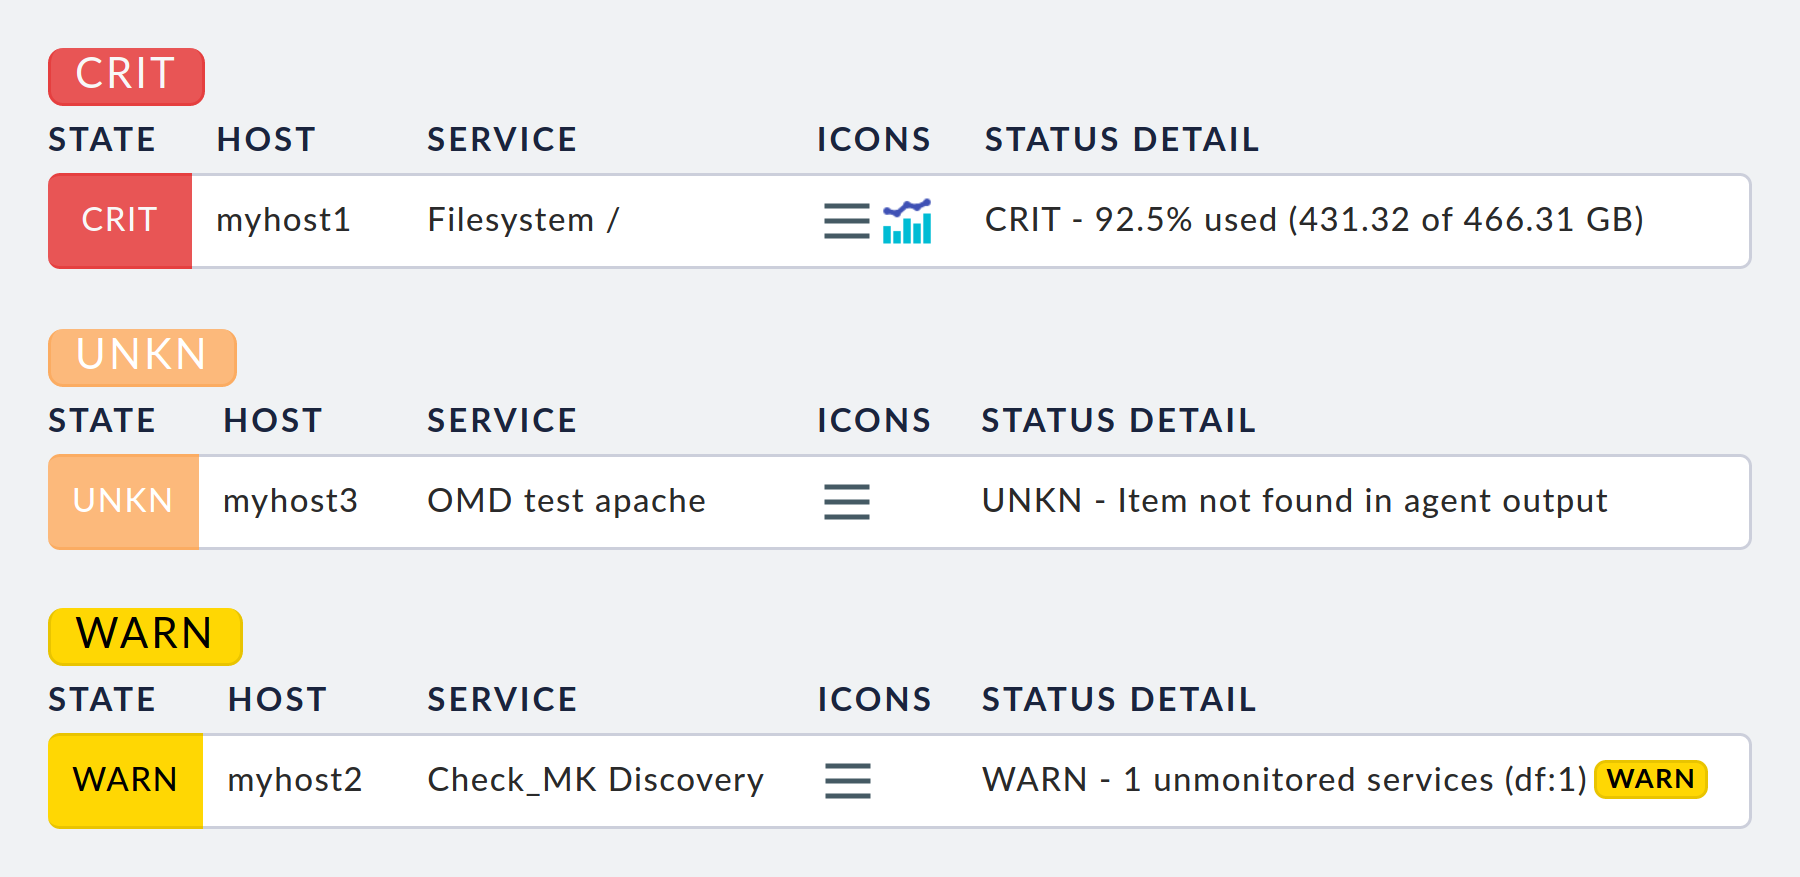 CRIT
STATE HOST SERVICE ICONS STATUS DETAIL
CRIT myhost1 Filesystem / CRIT - 92.5% used (431.32 of 466.31 GB)
UNKN
STATE HOST SERVICE ICONS STATUS DETAIL
UNKN myhost3 OMD test apache UNKN - Item not found in agent output
WARN
STATE HOST SERVICE ICONS STATUS DETAIL
WARN myhost2 Check_MK Discovery WARN - 1 unmonitored services (df:1) WARN